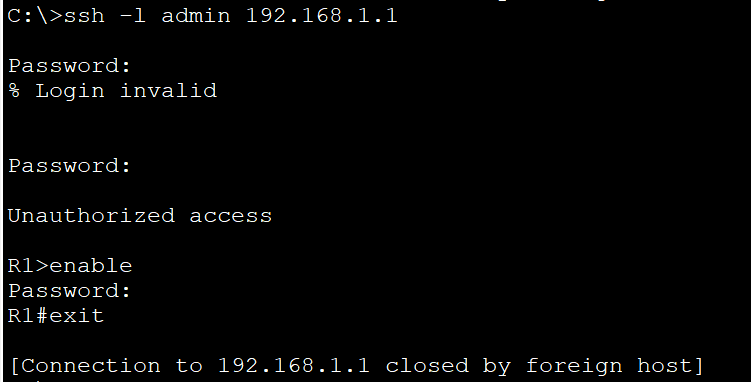 C:\>ssh -l admin 192.168.1.1
Password:
% Login invalid
Password:
Unauthorized access
R1>enable
Password:
R1#exit
[Connection to 192.168.1.1 closed by foreign host]